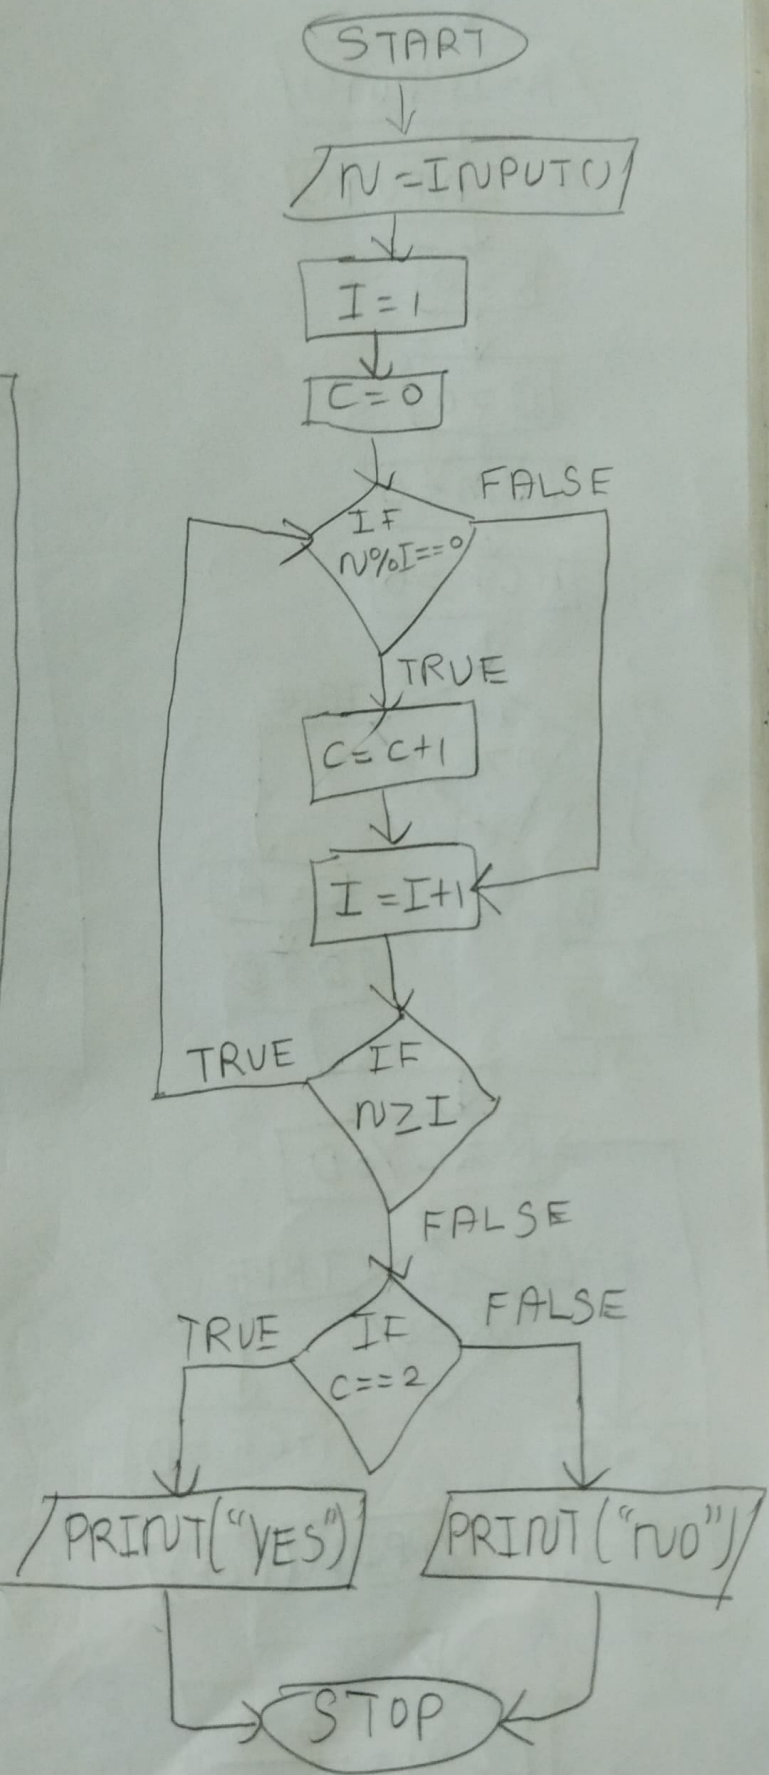 START
N=INPUT()
I=1
C=0
FALSE
IF
N%I==0
TRUE
C=C+1
I=I+1
TRUE
IF
N≥I
FALSE
TRUE
IF
C==2
FALSE
PRINT("YES")
PRINT("NO")
STOP